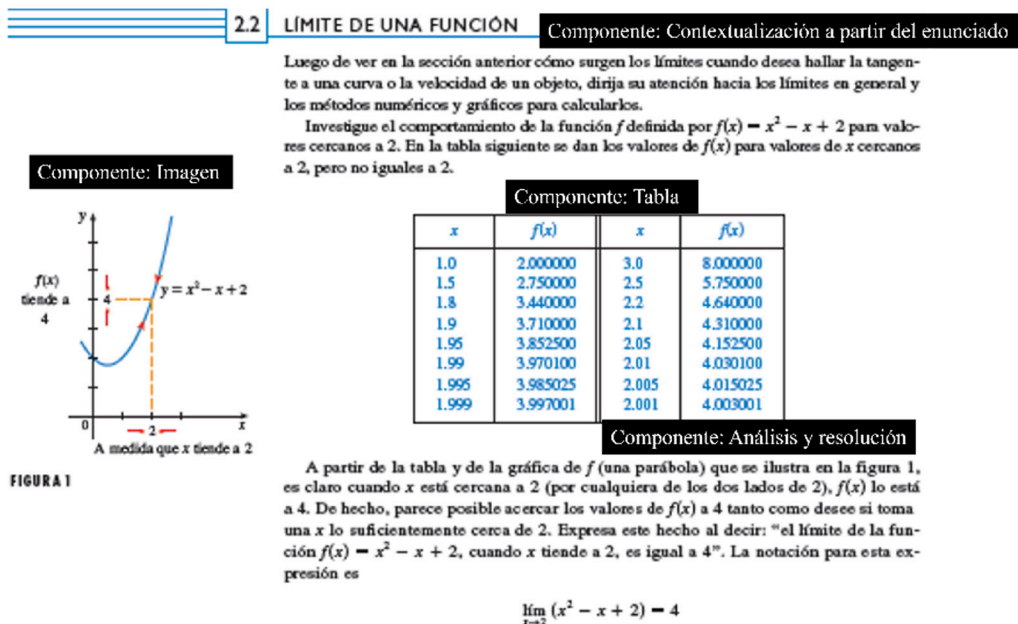 2.2 LÍMITE DE UNA FUNCIÓN
Componente: Contextualización a partir del enunciado
Luego de ver en la sección anterior cómo surgen los límites cuando desea hallar la tangen-
te a una curva o la velocidad de un objeto, dirija su atención hacia los límites en general y
los métodos numéricos y gráficos para calcularlos.
Investigue el comportamiento de la función f definida por f(x) = x² − x + 2 para valo-
res cercanos a 2. En la tabla siguiente se dan los valores de f(x) para valores de x cercanos
a 2, pero no iguales a 2.
Componente: Imagen
y
f(x)
tiende a
4
4
y = x² − x + 2
0
2
x
A medida que x tiende a 2
FIGURA 1
Componente: Tabla
x f(x) x f(x)
1.0 2.000000 3.0 8.000000
1.5 2.750000 2.5 5.750000
1.8 3.440000 2.2 4.640000
1.9 3.710000 2.1 4.310000
1.95 3.852500 2.05 4.152500
1.99 3.970100 2.01 4.030100
1.995 3.985025 2.005 4.015025
1.999 3.997001 2.001 4.003001
Componente: Análisis y resolución
A partir de la tabla y de la gráfica de f (una parábola) que se ilustra en la figura 1,
es claro cuando x está cercana a 2 (por cualquiera de los dos lados de 2), f(x) lo está
a 4. De hecho, parece posible acercar los valores de f(x) a 4 tanto como desee si toma
una x lo suficientemente cerca de 2. Expresa este hecho al decir: “el límite de la fun-
ción f(x) = x² − x + 2, cuando x tiende a 2, es igual a 4”. La notación para esta ex-
presión es
lím (x² − x + 2) = 4
x→2